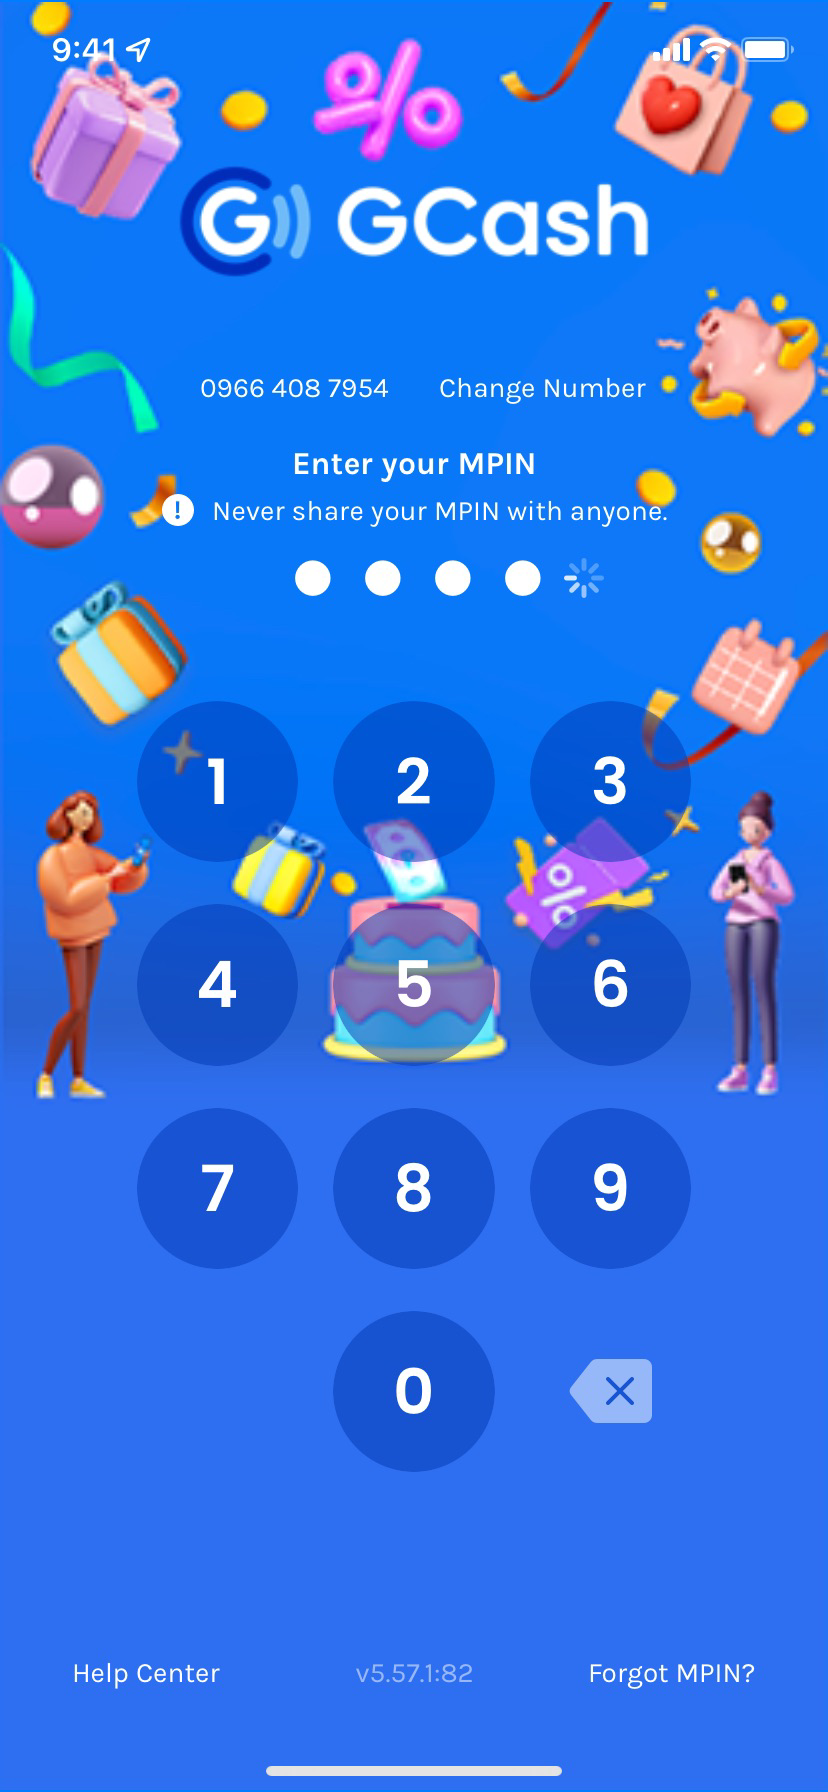 9:41
GCash
0966 408 7954 Change Number
Enter your MPIN
Never share your MPIN with anyone.
1 2 3
4 5 6
7 8 9
0
Help Center v5.57.1:82 Forgot MPIN?